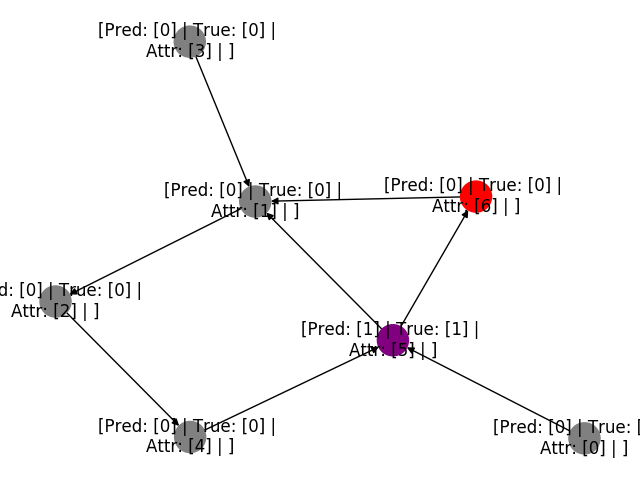 [Pred: [0] | True: [0] |
Attr: [3] | ]
[Pred: [0] | True: [0] |
Attr: [1] | ]
[Pred: [0] | True: [0] |
Attr: [6] | ]
d: [0] | True: [0] |
Attr: [2] | ]
[Pred: [1] | True: [1] |
Attr: [5] | ]
[Pred: [0] | True: [0] |
Attr: [4] | ]
[Pred: [0] | True: [
Attr: [0] | ]